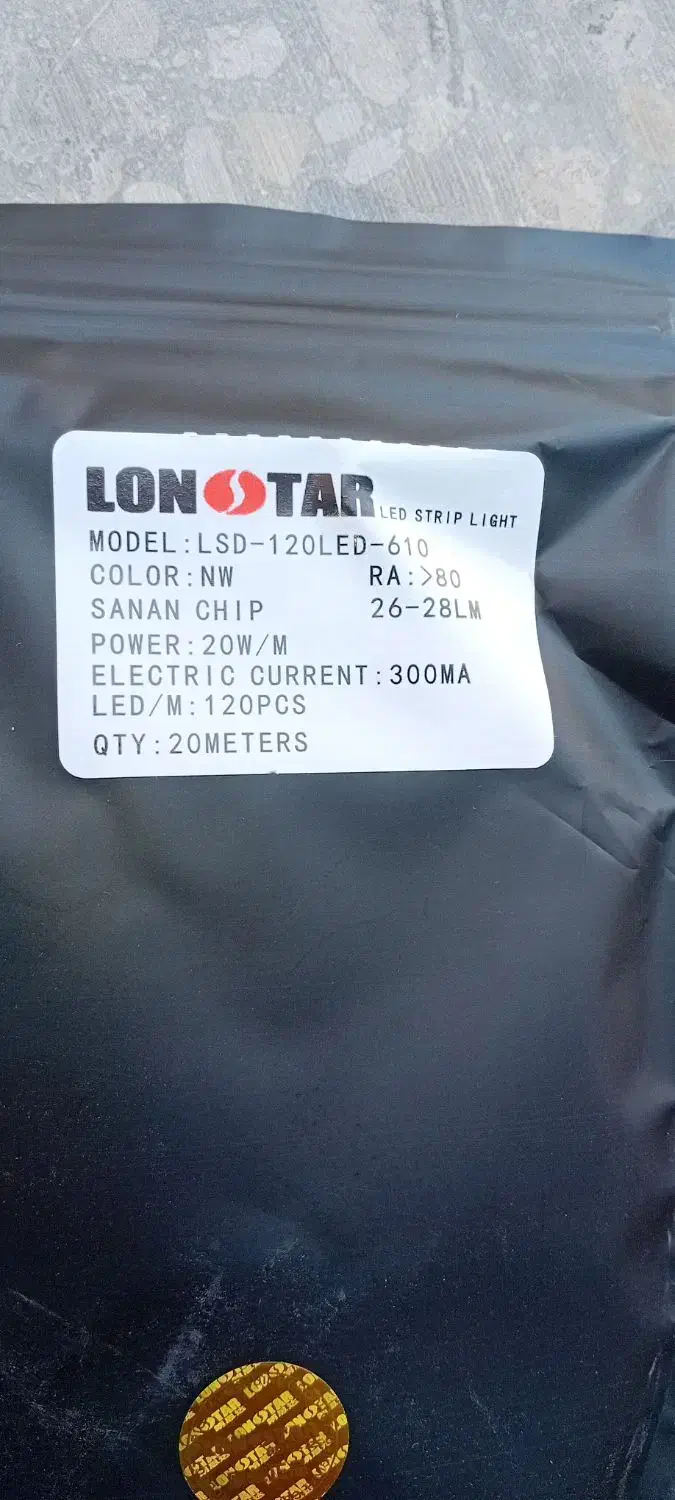 LONSTAR LED STRIP LIGHT
MODEL:LSD-120LED-610
COLOR:NW RA:>80
SANAN CHIP 26-28LM
POWER:20W/M
ELECTRIC CURRENT:300MA
LED/M:120PCS
QTY:20METERS
LONSTAR